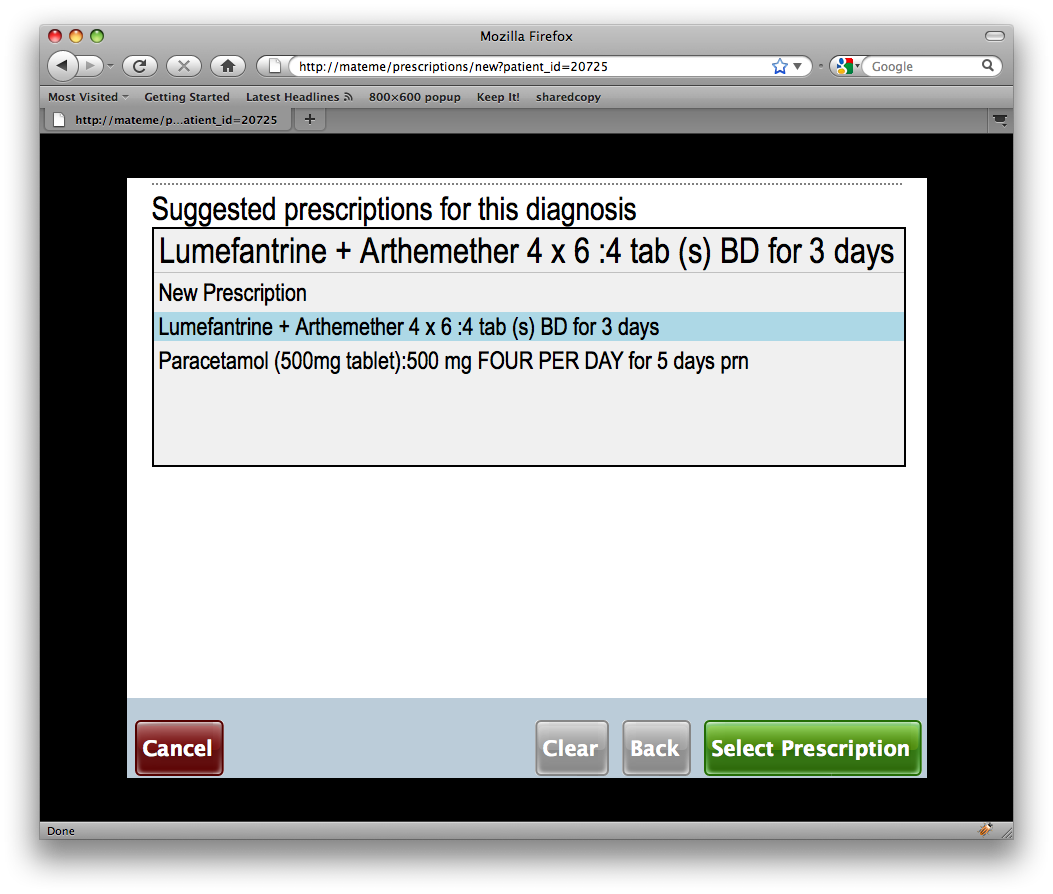 Mozilla Firefox
http://mateme/prescriptions/new?patient_id=20725
Google
Most Visited Getting Started Latest Headlines 800×600 popup Keep It! sharedcopy
http://mateme/p...atient_id=20725 +
Suggested prescriptions for this diagnosis
Lumefantrine + Arthemether 4 x 6 :4 tab (s) BD for 3 days
New Prescription
Lumefantrine + Arthemether 4 x 6 :4 tab (s) BD for 3 days
Paracetamol (500mg tablet):500 mg FOUR PER DAY for 5 days prn
Cancel Clear Back Select Prescription
Done